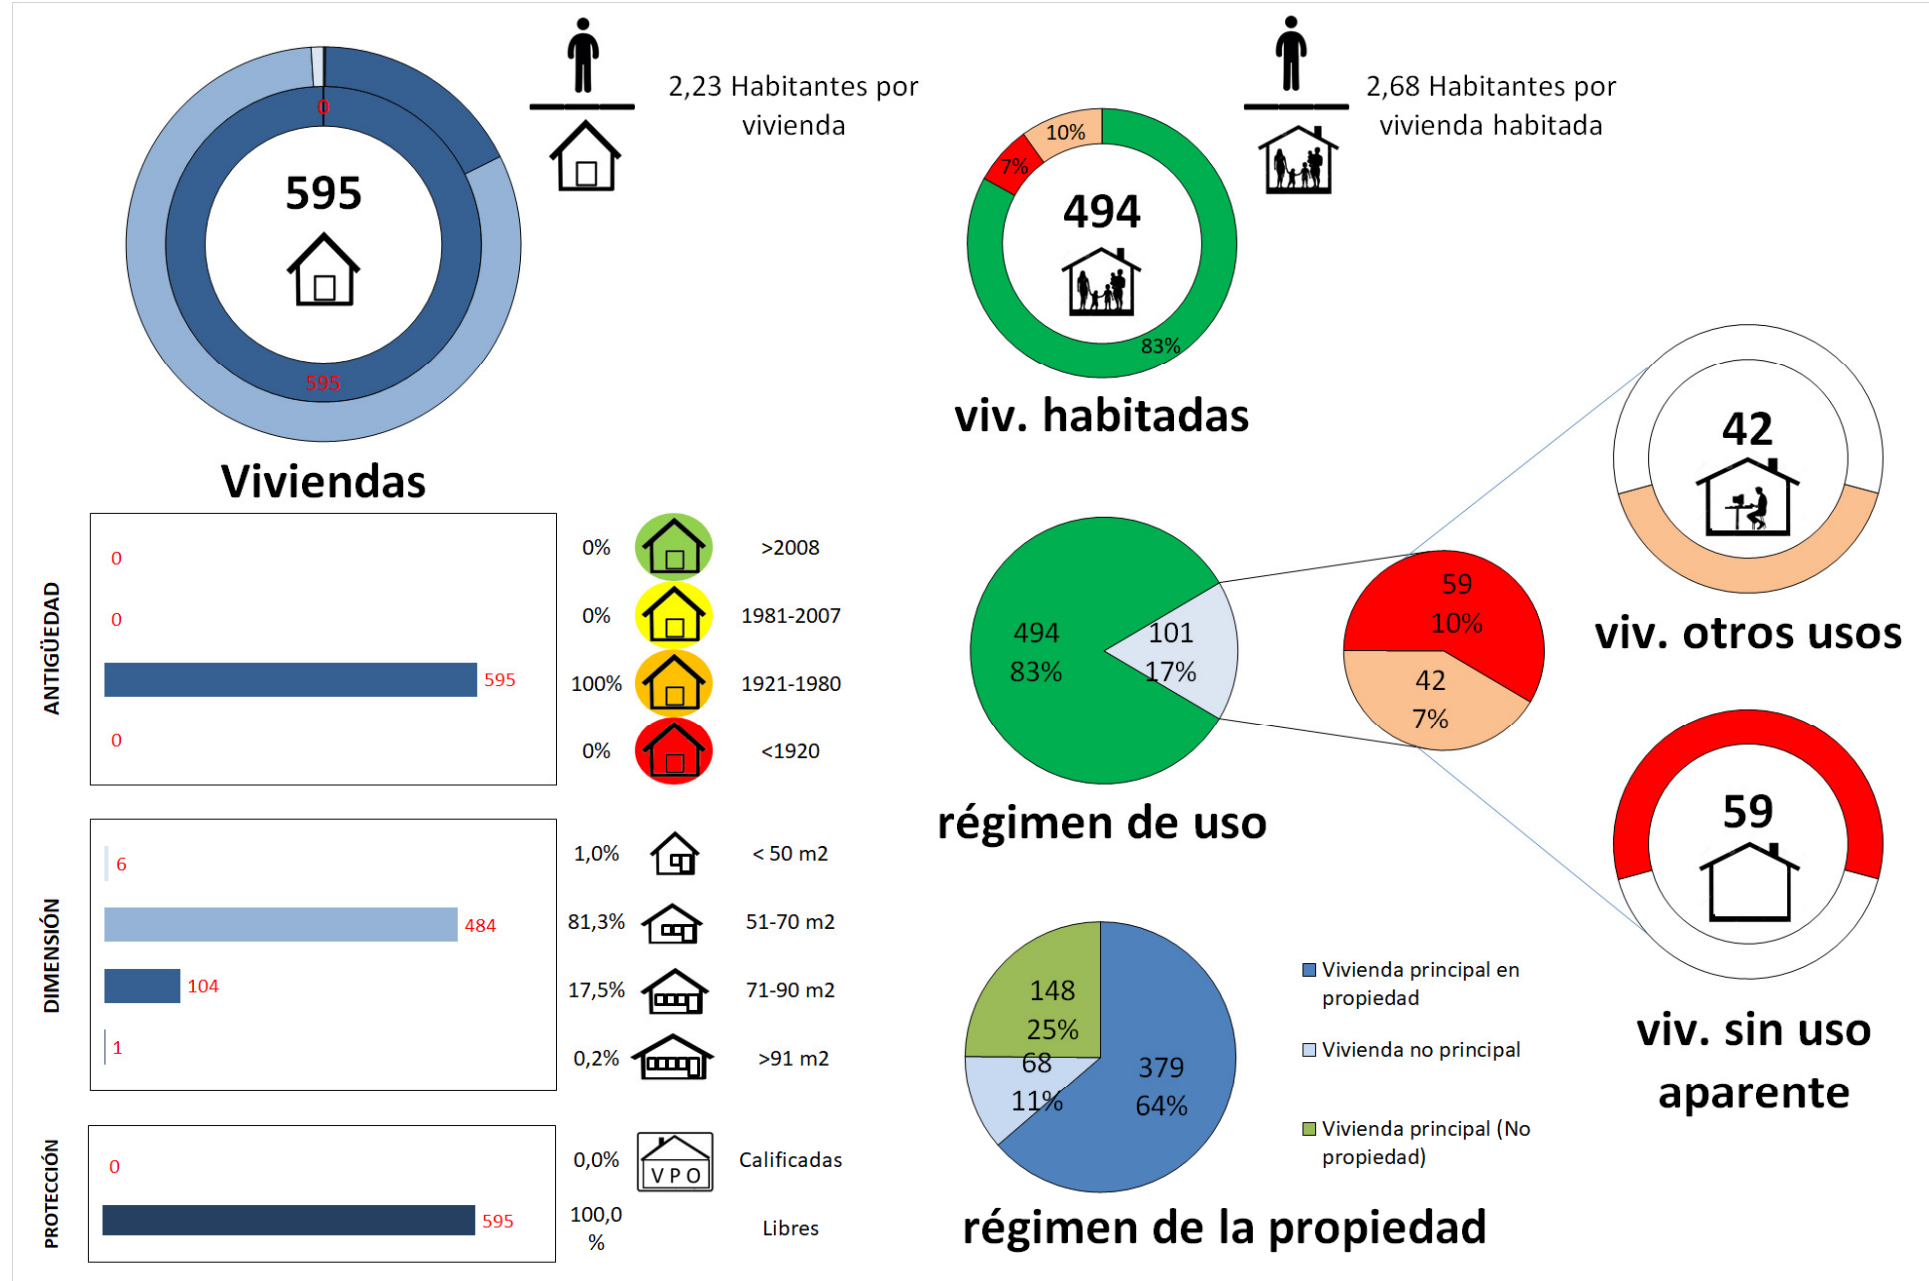 2,23 Habitantes por
vivienda
0
595
595
Viviendas
2,68 Habitantes por
vivienda habitada
10%
7%
494
83%
viv. habitadas
42
viv. otros usos
ANTIGÜEDAD
0
0% >2008
0
0% 1981-2007
595
100% 1921-1980
0
0% <1920
494
83%
101
17%
59
10%
42
7%
régimen de uso
59
viv. sin uso
aparente
DIMENSIÓN
6
1,0% < 50 m2
484
81,3% 51-70 m2
104
17,5% 71-90 m2
1
0,2% >91 m2
148
25%
68
11%
379
64%
Vivienda principal en
propiedad
Vivienda no principal
Vivienda principal (No
propiedad)
régimen de la propiedad
PROTECCIÓN
0
0,0% VPO Calificadas
595
100,0
%
Libres